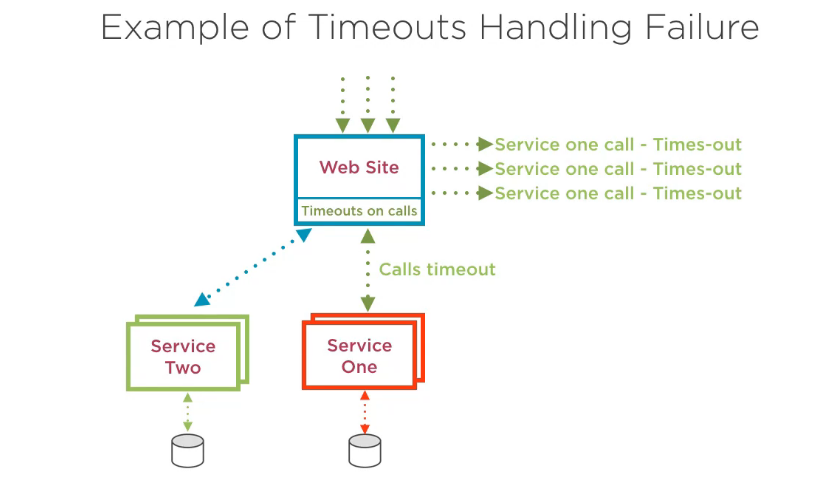 Example of Timeouts Handling Failure
Web Site
Timeouts on calls
Service one call - Times-out
Service one call - Times-out
Service one call - Times-out
Calls timeout
Service
Two
Service
One